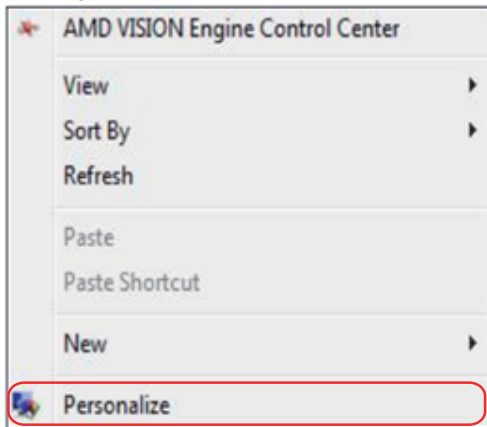 AMD VISION Engine Control Center
View
Sort By
Refresh
Paste
Paste Shortcut
New
Personalize